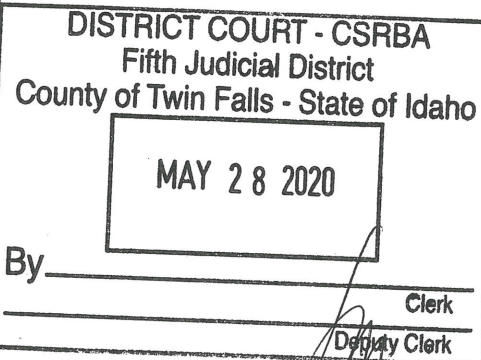 DISTRICT COURT - CSRBA
Fifth Judicial District
County of Twin Falls - State of Idaho
MAY 28 2020
By
Clerk
Deputy Clerk